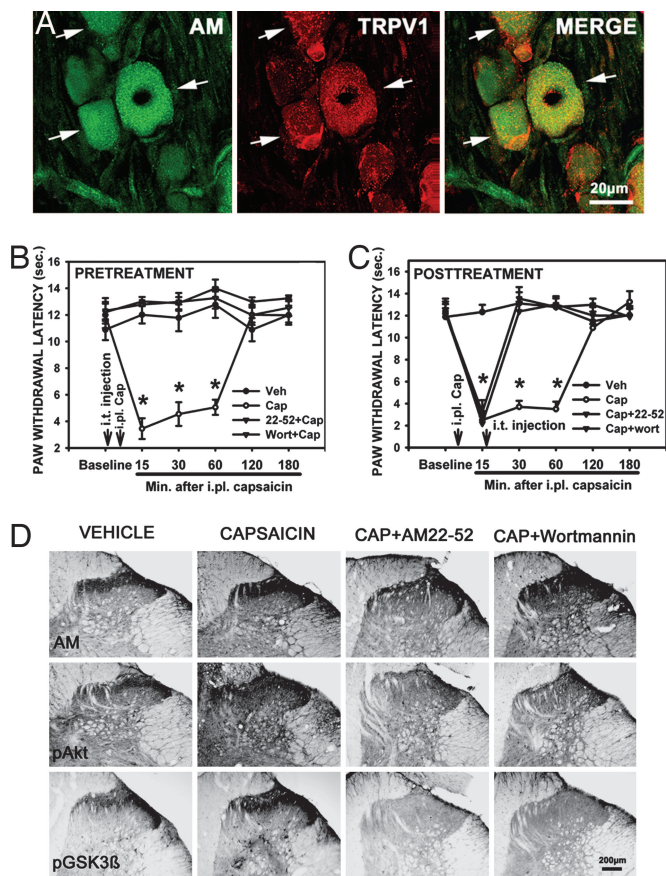 A
AM
TRPV1
MERGE
20µm
B
PRETREATMENT
PAW WITHDRAWAL LATENCY (sec.)
16
14
12
10
8
6
4
2
i.t. injection
i.pl. Cap
*
*
*
Veh
Cap
22-52+Cap
Wort+Cap
Baseline 15 30 60 120 180
Min. after i.pl. capsaicin
C
POSTTREATMENT
PAW WITHDRAWAL LATENCY (sec.)
16
14
12
10
8
6
4
2
0
i.pl. Cap
*
*
*
i.t. injection
Veh
Cap
Cap+22-52
Cap+wort
Baseline 15 30 60 120 180
Min. after i.pl. capsaicin
D
VEHICLE
CAPSAICIN
CAP+AM22-52
CAP+Wortmannin
AM
pAkt
pGSK3ß
200µm